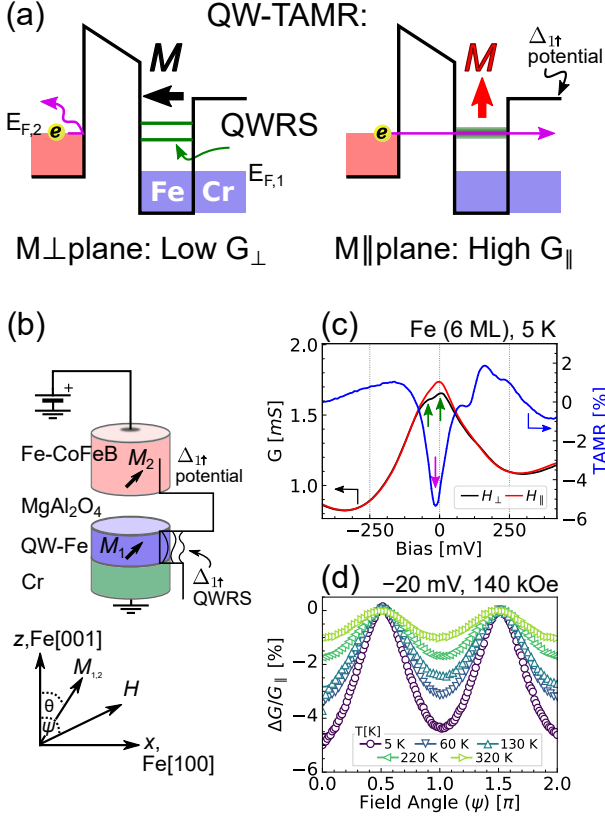 (a) QW-TAMR:
M M Δ1↑ potential
E_F,2 e QWRS e
E_F,1
Fe Cr
M⊥plane: Low G⊥ M∥plane: High G∥
(b)
+
Fe-CoFeB
M2 Δ1↑ potential
MgAl2O4
QW-Fe M1
Cr Δ1↑ QWRS
z,Fe[001]
M1,2
H
θ
ψ
x,
Fe[100]
(c) Fe (6 ML), 5 K
2.0
1.5
1.0
G [mS]
2
0
−2
−3
−4
−5
−6
TAMR [%]
H⊥ H∥
−250 0 250
Bias [mV]
(d) −20 mV, 140 kOe
0
−2
−4
−6
ΔG/G∥ [%]
T[K]
5 K 60 K 130 K
220 K 320 K
0.0 0.5 1.0 1.5 2.0
Field Angle (ψ) [π]